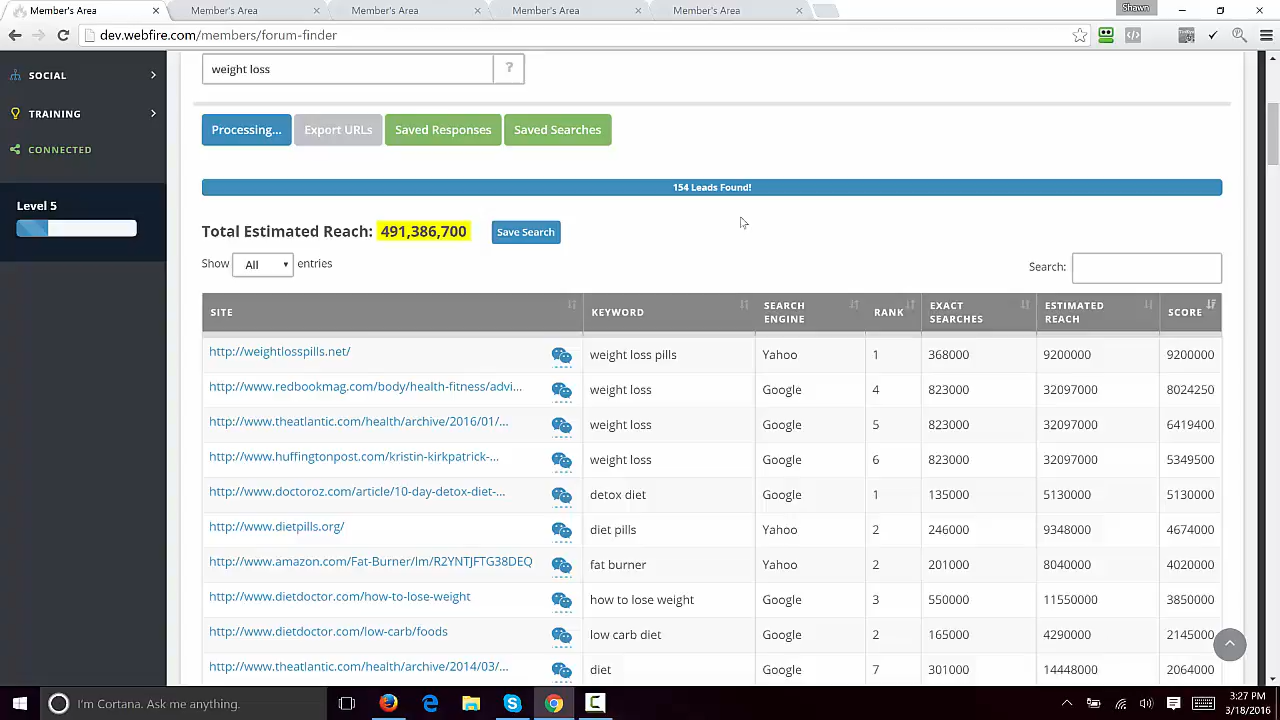 Member's Area
Member's Area
Member's Area
Member's Area
Member's Area
Shawn
dev.webfire.com/members/forum-finder
SOCIAL
TRAINING
CONNECTED
Level 5
weight loss
?
Processing...
Export URLs
Saved Responses
Saved Searches
154 Leads Found!
Total Estimated Reach: 491,386,700
Save Search
Show All entries
Search:
SITE KEYWORD SEARCH ENGINE RANK EXACT SEARCHES ESTIMATED REACH SCORE
http://weightlosspills.net/ weight loss pills Yahoo 1 368000 9200000 9200000
http://www.redbookmag.com/body/health-fitness/advi... weight loss Google 4 823000 32097000 8024250
http://www.theatlantic.com/health/archive/2016/01/... weight loss Google 5 823000 32097000 6419400
http://www.huffingtonpost.com/kristin-kirkpatrick-... weight loss Google 6 823000 32097000 5349500
http://www.doctoroz.com/article/10-day-detox-diet-... detox diet Google 1 135000 5130000 5130000
http://www.dietpills.org/ diet pills Yahoo 2 246000 9348000 4674000
http://www.amazon.com/Fat-Burner/lm/R2YNTJFTG38DEQ fat burner Yahoo 2 201000 8040000 4020000
http://www.dietdoctor.com/how-to-lose-weight how to lose weight Google 3 550000 11550000 3850000
http://www.dietdoctor.com/low-carb/foods low carb diet Google 2 165000 4290000 2145000
http://www.theatlantic.com/health/archive/2014/03/... diet Google 7 301000 14448000 2064000
I'm Cortana. Ask me anything.
3:27 PM
3/18/2016